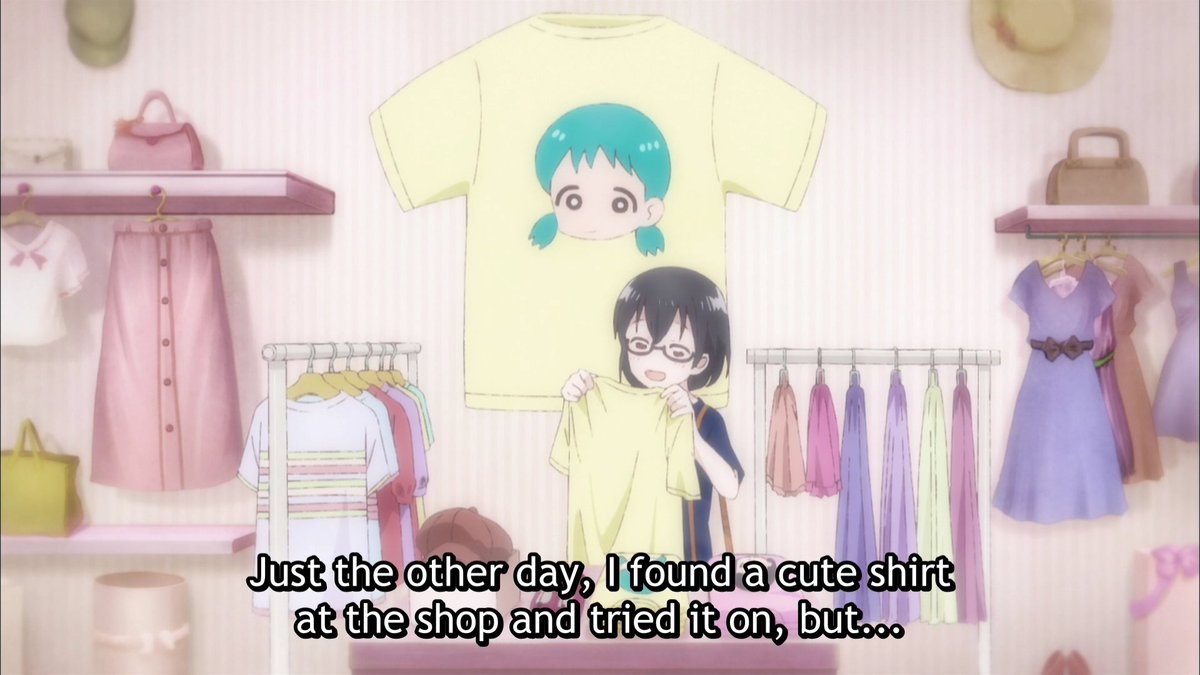 Just the other day, I found a cute shirt
at the shop and tried it on, but...